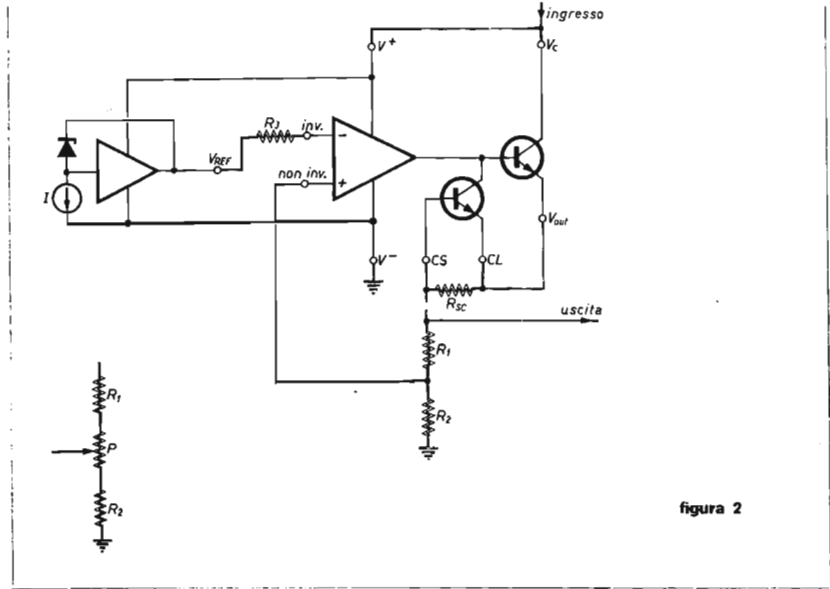 ingresso
V+
Vc
R3
inv.
VREF
non inv.
-
+
I
Vout
V-
CS
CL
Rsc
uscita
R1
R2
R1
P
R2
figura 2